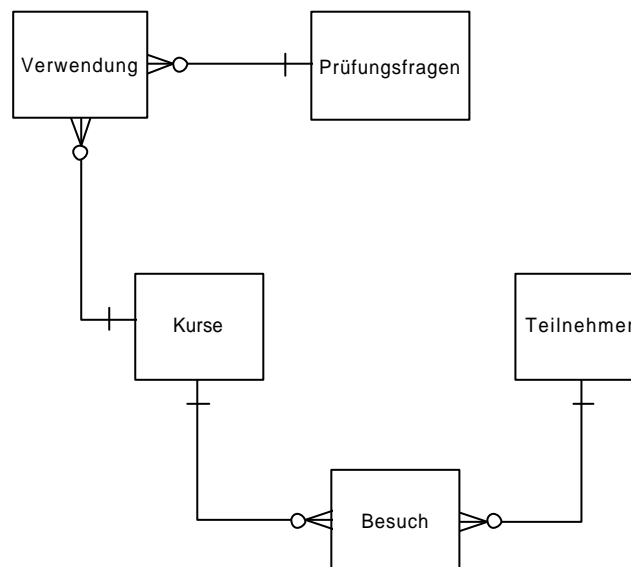 Verwendung
Prüfungsfragen
Kurse
Teilnehmer
Besuch